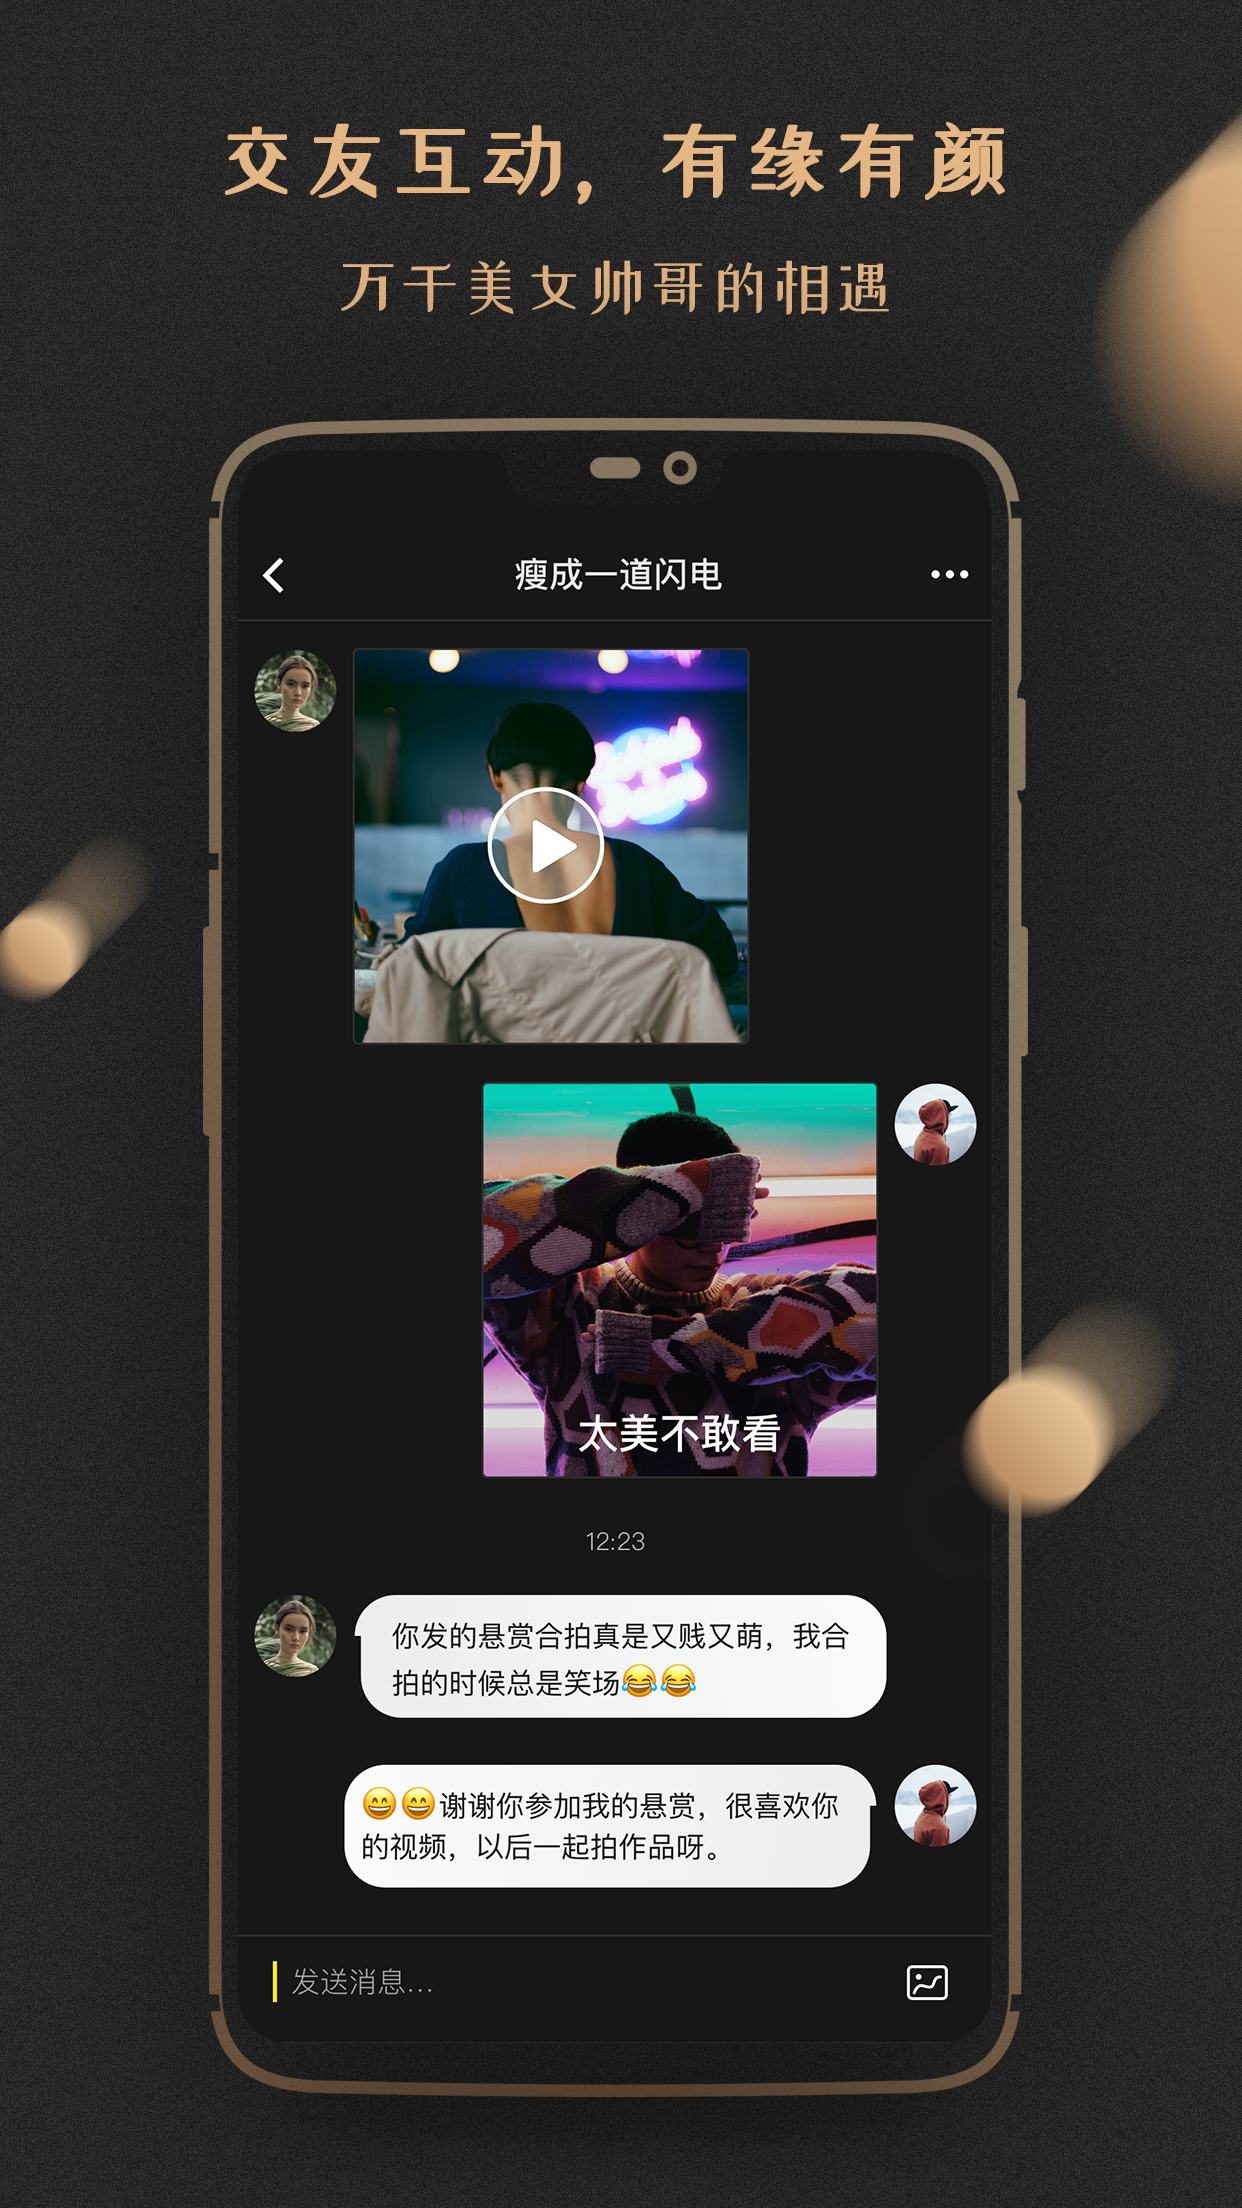 交友互动，有缘有颜
万千美女帅哥的相遇
瘦成一道闪电
太美不敢看
12:23
你发的悬赏合拍真是又贱又萌，我合
拍的时候总是笑场😂😂
😄😄谢谢你参加我的悬赏，很喜欢你
的视频，以后一起拍作品呀。
发送消息...